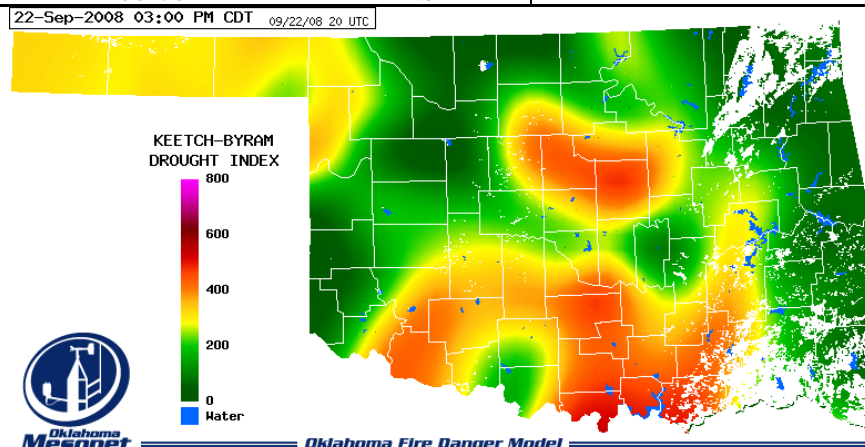 22-Sep-2008 03:00 PM CDT 09/22/08 20 UTC
KEETCH-BYRAM
DROUGHT INDEX
800
600
400
200
0
Water
Oklahoma
Mesonet
Oklahoma Fire Danger Model